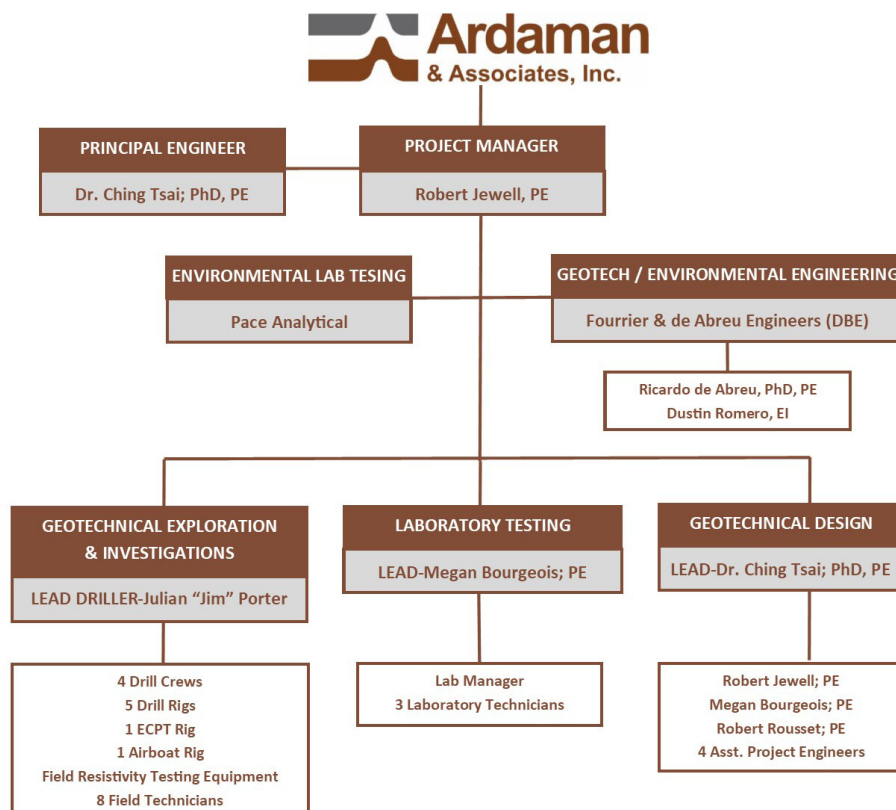 Ardaman
& Associates, Inc.
PRINCIPAL ENGINEER
Dr. Ching Tsai; PhD, PE
PROJECT MANAGER
Robert Jewell, PE
ENVIRONMENTAL LAB TESING
Pace Analytical
GEOTECH / ENVIRONMENTAL ENGINEERING
Fourrier & de Abreu Engineers (DBE)
Ricardo de Abreu, PhD, PE
Dustin Romero, EI
GEOTECHNICAL EXPLORATION
& INVESTIGATIONS
LEAD DRILLER-Julian “Jim” Porter
4 Drill Crews
5 Drill Rigs
1 ECPT Rig
1 Airboat Rig
Field Resistivity Testing Equipment
8 Field Technicians
LABORATORY TESTING
LEAD-Megan Bourgeois; PE
Lab Manager
3 Laboratory Technicians
GEOTECHNICAL DESIGN
LEAD-Dr. Ching Tsai; PhD, PE
Robert Jewell; PE
Megan Bourgeois; PE
Robert Rousset; PE
4 Asst. Project Engineers